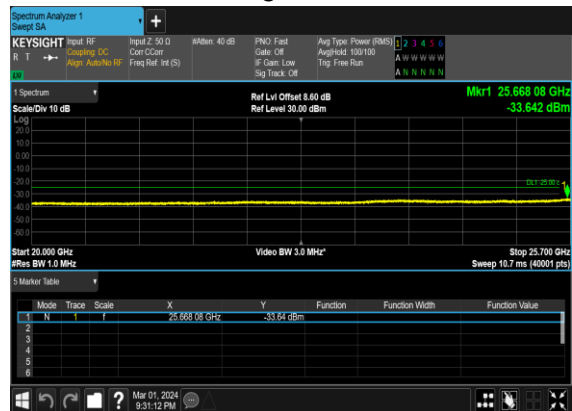 Spectrum Analyzer 1
Swept SA
+
KEYSIGHT
R T
Input: RF
Coupling: DC
Align: Auto/No RF
Input Z: 50 Ω
Corr CCorr
Freq Ref: Int (S)
#Atten: 40 dB
PNO: Fast
Gate: Off
IF Gain: Low
Sig Track: Off
Avg Type: Power (RMS)
Avg|Hold: 100/100
Trig: Free Run
1 2 3 4 5 6
A W W W W W
A N N N N N
1 Spectrum
Scale/Div 10 dB
Ref Lvl Offset 8.60 dB
Ref Level 30.00 dBm
Mkr1 25.668 08 GHz
-33.642 dBm
Log
20.0
10.0
0.00
-10.0
-20.0
-30.0
-40.0
-50.0
-60.0
1
Start 20.000 GHz
#Res BW 1.0 MHz
Video BW 3.0 MHz*
Stop 25.700 GHz
Sweep 10.7 ms (40001 pts)
5 Marker Table
Mode Trace Scale X Y Function Function Width Function Value
1 N 1 f 25.668 08 GHz -33.64 dBm
2
3
4
5
6
?
Mar 01, 2024
9:31:12 PM